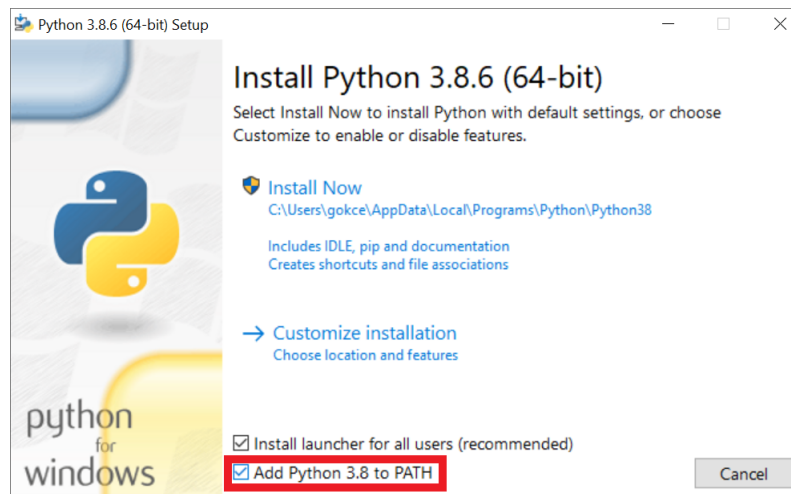 Python 3.8.6 (64-bit) Setup
Install Python 3.8.6 (64-bit)
Select Install Now to install Python with default settings, or choose
Customize to enable or disable features.
Install Now
C:\Users\gokce\AppData\Local\Programs\Python\Python38
Includes IDLE, pip and documentation
Creates shortcuts and file associations
Customize installation
Choose location and features
python
for
windows
Install launcher for all users (recommended)
Add Python 3.8 to PATH
Cancel